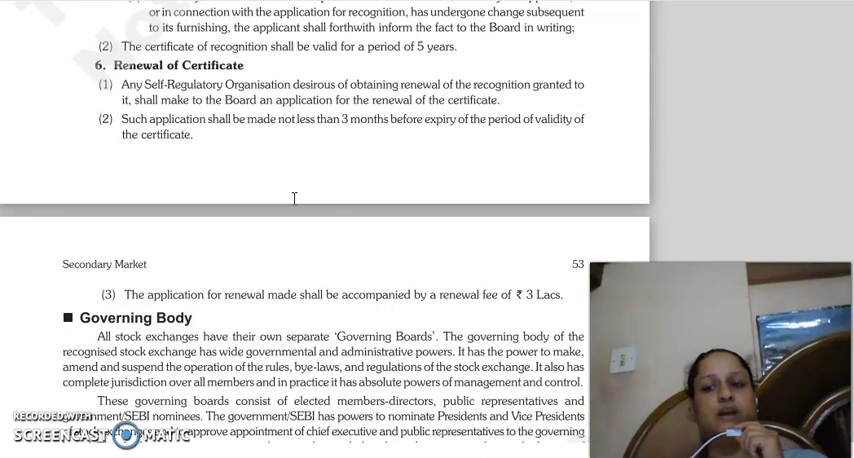 or in connection with the application for recognition, has undergone change subsequent
to its furnishing, the applicant shall forthwith inform the fact to the Board in writing;
(2) The certificate of recognition shall be valid for a period of 5 years.
6. Renewal of Certificate
(1) Any Self-Regulatory Organisation desirous of obtaining renewal of the recognition granted to
it, shall make to the Board an application for the renewal of the certificate.
(2) Such application shall be made not less than 3 months before expiry of the period of validity of
the certificate.
Secondary Market 53
(3) The application for renewal made shall be accompanied by a renewal fee of ₹ 3 Lacs.
■ Governing Body
All stock exchanges have their own separate 'Governing Boards'. The governing body of the
recognised stock exchange has wide governmental and administrative powers. It has the power to make,
amend and suspend the operation of the rules, bye-laws, and regulations of the stock exchange. It also has
complete jurisdiction over all members and in practice it has absolute powers of management and control.
These governing boards consist of elected members-directors, public representatives and
nment/SEBI nominees. The government/SEBI has powers to nominate Presidents and Vice Presidents
approve appointment of chief executive and public representatives to the governing
RECORDED WITH
SCREENCAST MATIC